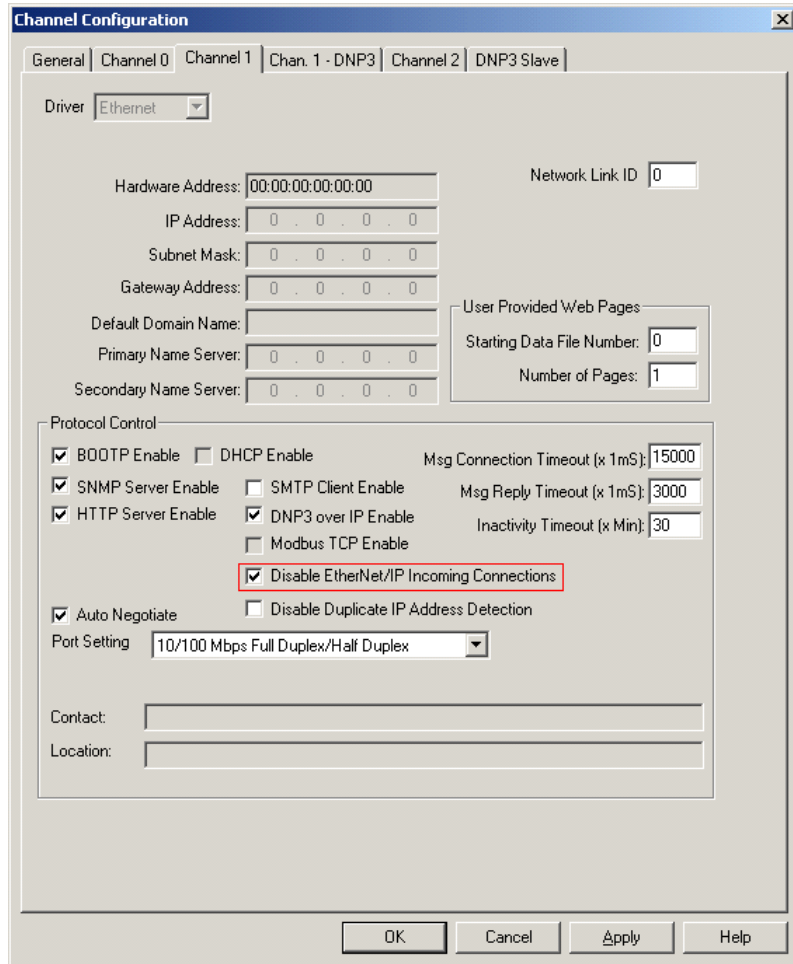 Channel Configuration
General Channel 0 Channel 1 Chan. 1 - DNP3 Channel 2 DNP3 Slave
Driver Ethernet
Network Link ID 0
Hardware Address: 00:00:00:00:00:00
IP Address: 0 . 0 . 0 . 0
Subnet Mask: 0 . 0 . 0 . 0
Gateway Address: 0 . 0 . 0 . 0
Default Domain Name:
Primary Name Server: 0 . 0 . 0 . 0
Secondary Name Server: 0 . 0 . 0 . 0
User Provided Web Pages
Starting Data File Number: 0
Number of Pages: 1
Protocol Control
BOOTP Enable DHCP Enable
SNMP Server Enable SMTP Client Enable
HTTP Server Enable DNP3 over IP Enable
Modbus TCP Enable
Disable EtherNet/IP Incoming Connections
Auto Negotiate Disable Duplicate IP Address Detection
Msg Connection Timeout (x 1mS): 15000
Msg Reply Timeout (x 1mS): 3000
Inactivity Timeout (x Min): 30
Port Setting 10/100 Mbps Full Duplex/Half Duplex
Contact:
Location:
OK Cancel Apply Help